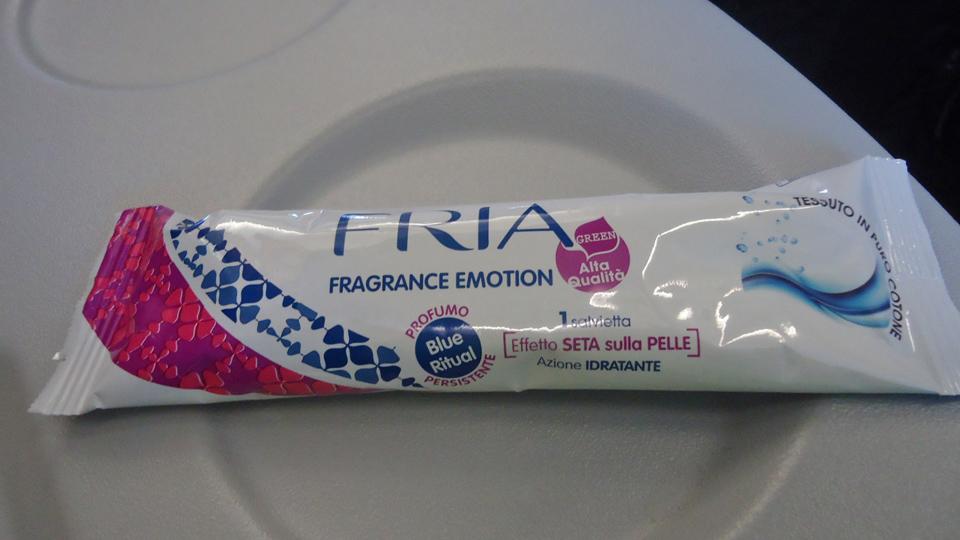 FRIA
GREEN
Alta
Qualità
FRAGRANCE EMOTION
PROFUMO
Blue
Ritual
PERSISTENTE
1 salvietta
[Effetto SETA sulla PELLE]
Azione IDRATANTE
TESSUTO IN PURO COTONE